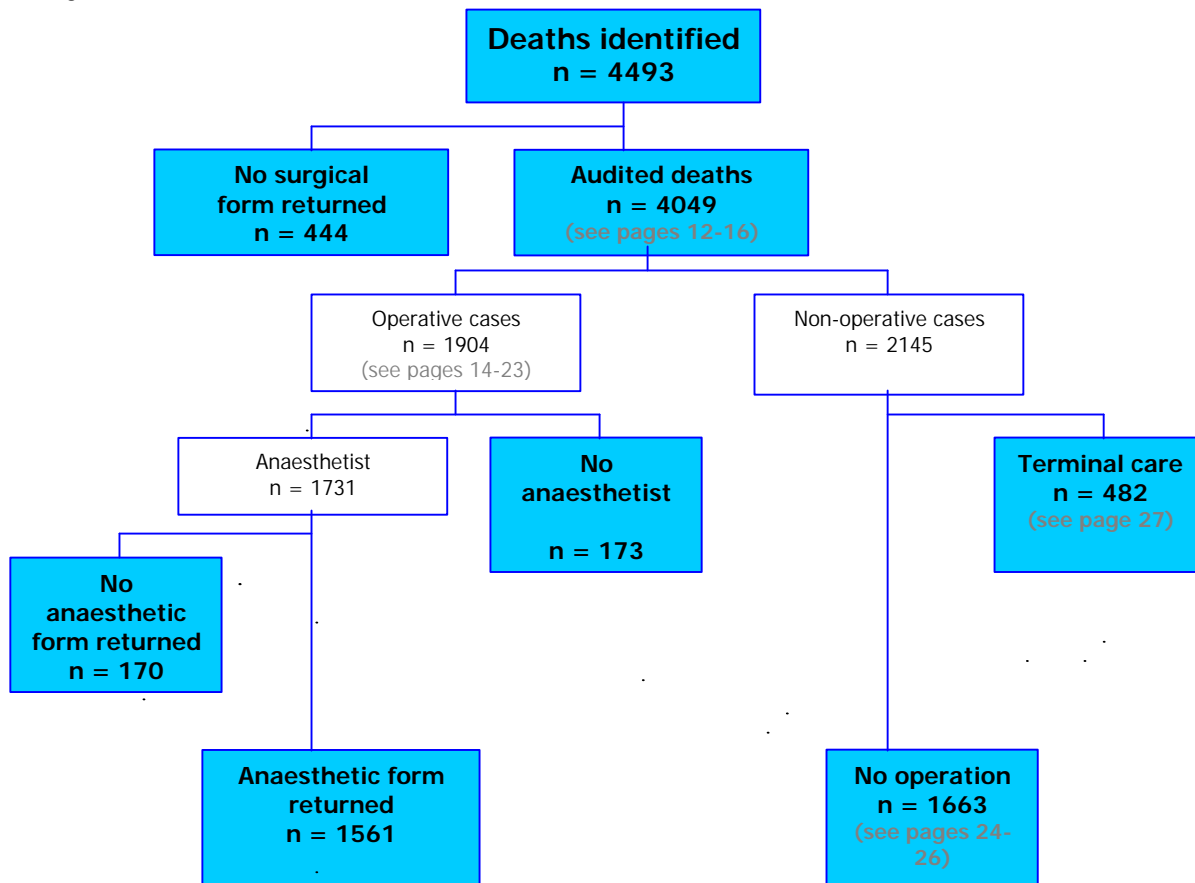 Deaths identified
n = 4493
No surgical
form returned
n = 444
Audited deaths
n = 4049
(see pages 12-16)
Operative cases
n = 1904
(see pages 14-23)
Non-operative cases
n = 2145
Anaesthetist
n = 1731
No
anaesthetist
n = 173
Terminal care
n = 482
(see page 27)
No
anaesthetic
form returned
n = 170
Anaesthetic form
returned
n = 1561
No operation
n = 1663
(see pages 24-
26)